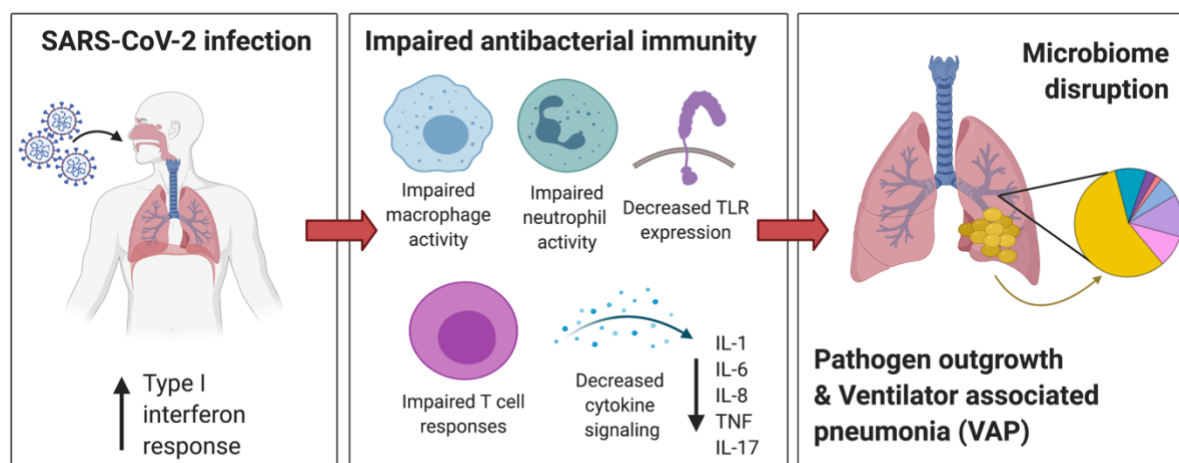 SARS-CoV-2 infection
Type I
interferon
response
Impaired antibacterial immunity
Impaired
macrophage
activity
Impaired
neutrophil
activity
Decreased TLR
expression
Impaired T cell
responses
Decreased
cytokine
signaling
IL-1
IL-6
IL-8
TNF
IL-17
Microbiome
disruption
Pathogen outgrowth
& Ventilator associated
pneumonia (VAP)